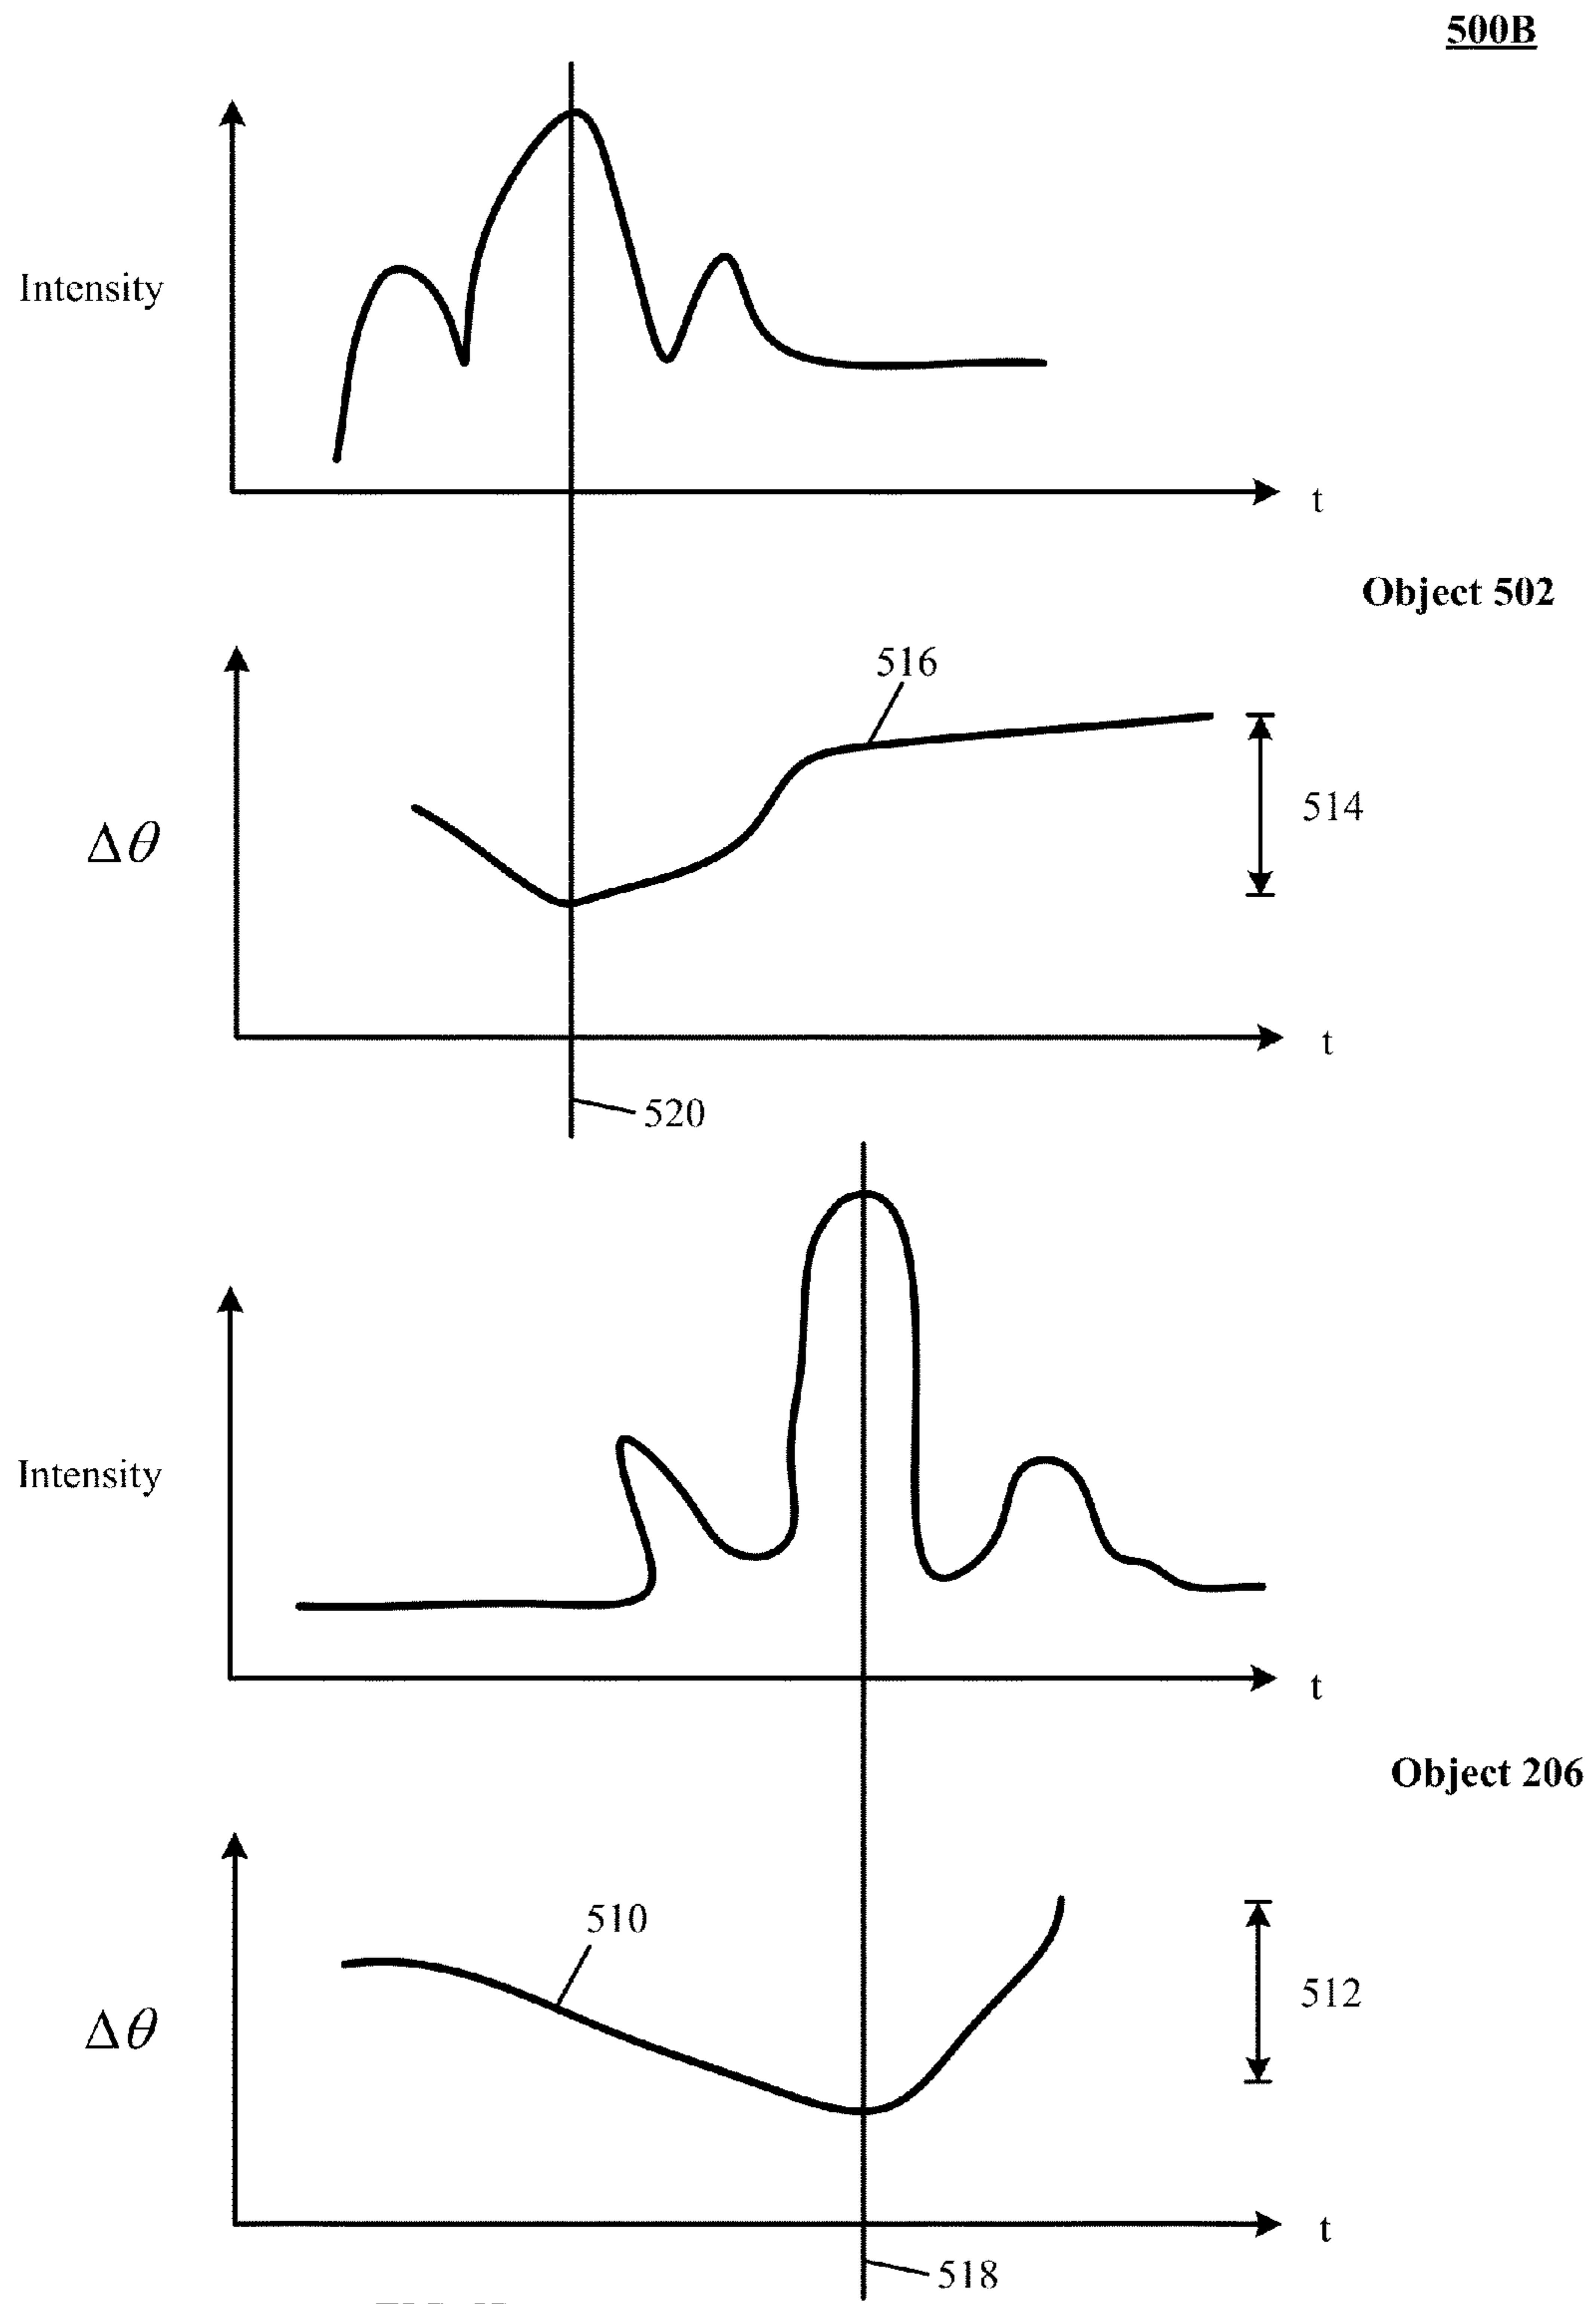 500B
Intensity
t
Object 502
516
514
Δθ
t
520
Intensity
t
Object 206
510
512
Δθ
t
518